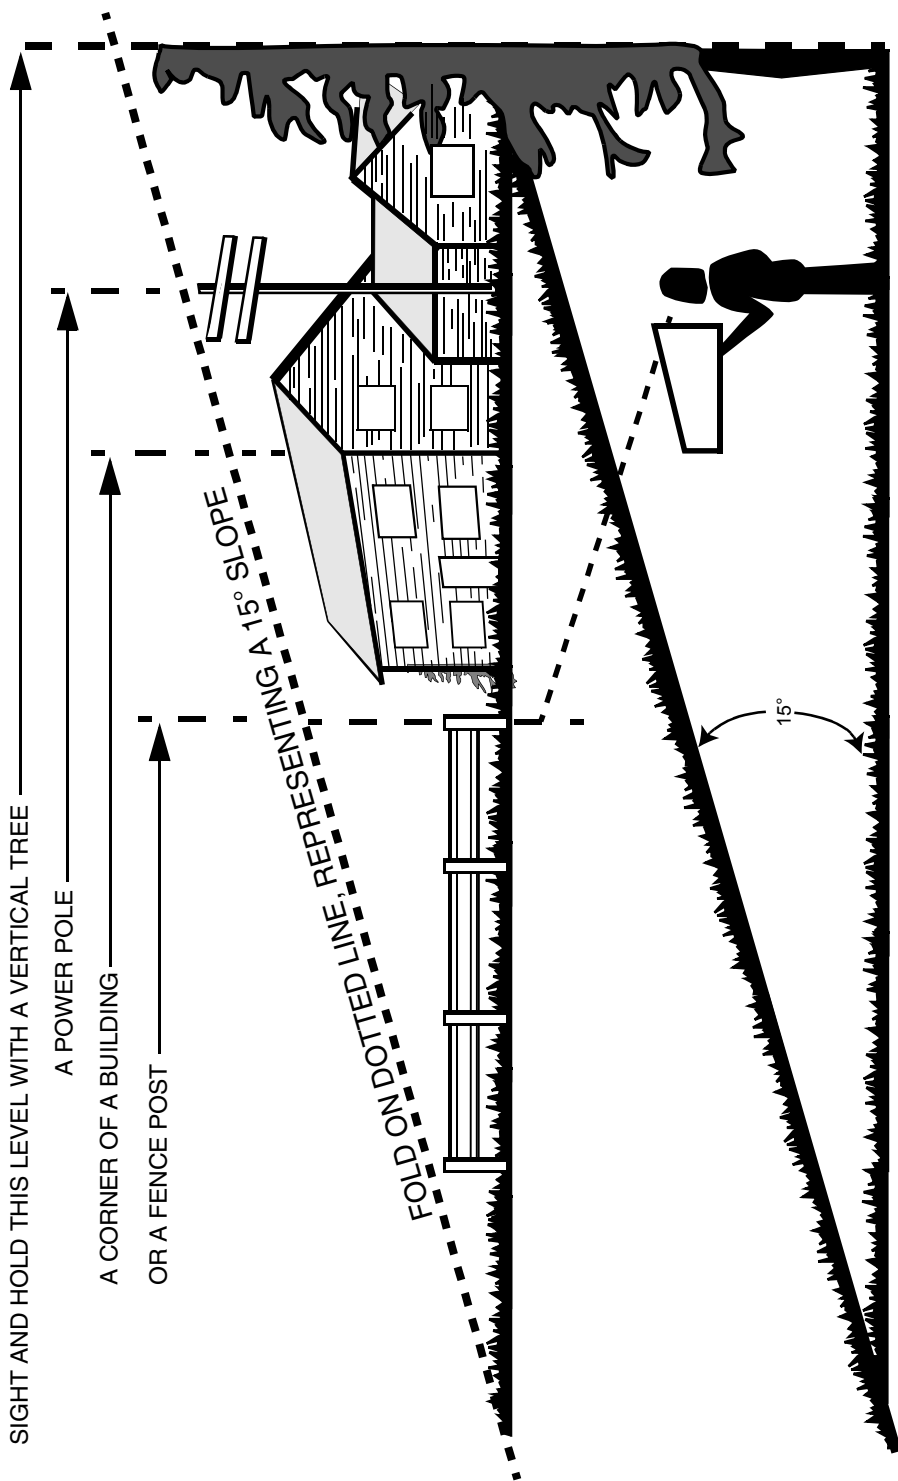 SIGHT AND HOLD THIS LEVEL WITH A VERTICAL TREE
A POWER POLE
A CORNER OF A BUILDING
OR A FENCE POST
FOLD ON DOTTED LINE, REPRESENTING A 15° SLOPE
15°